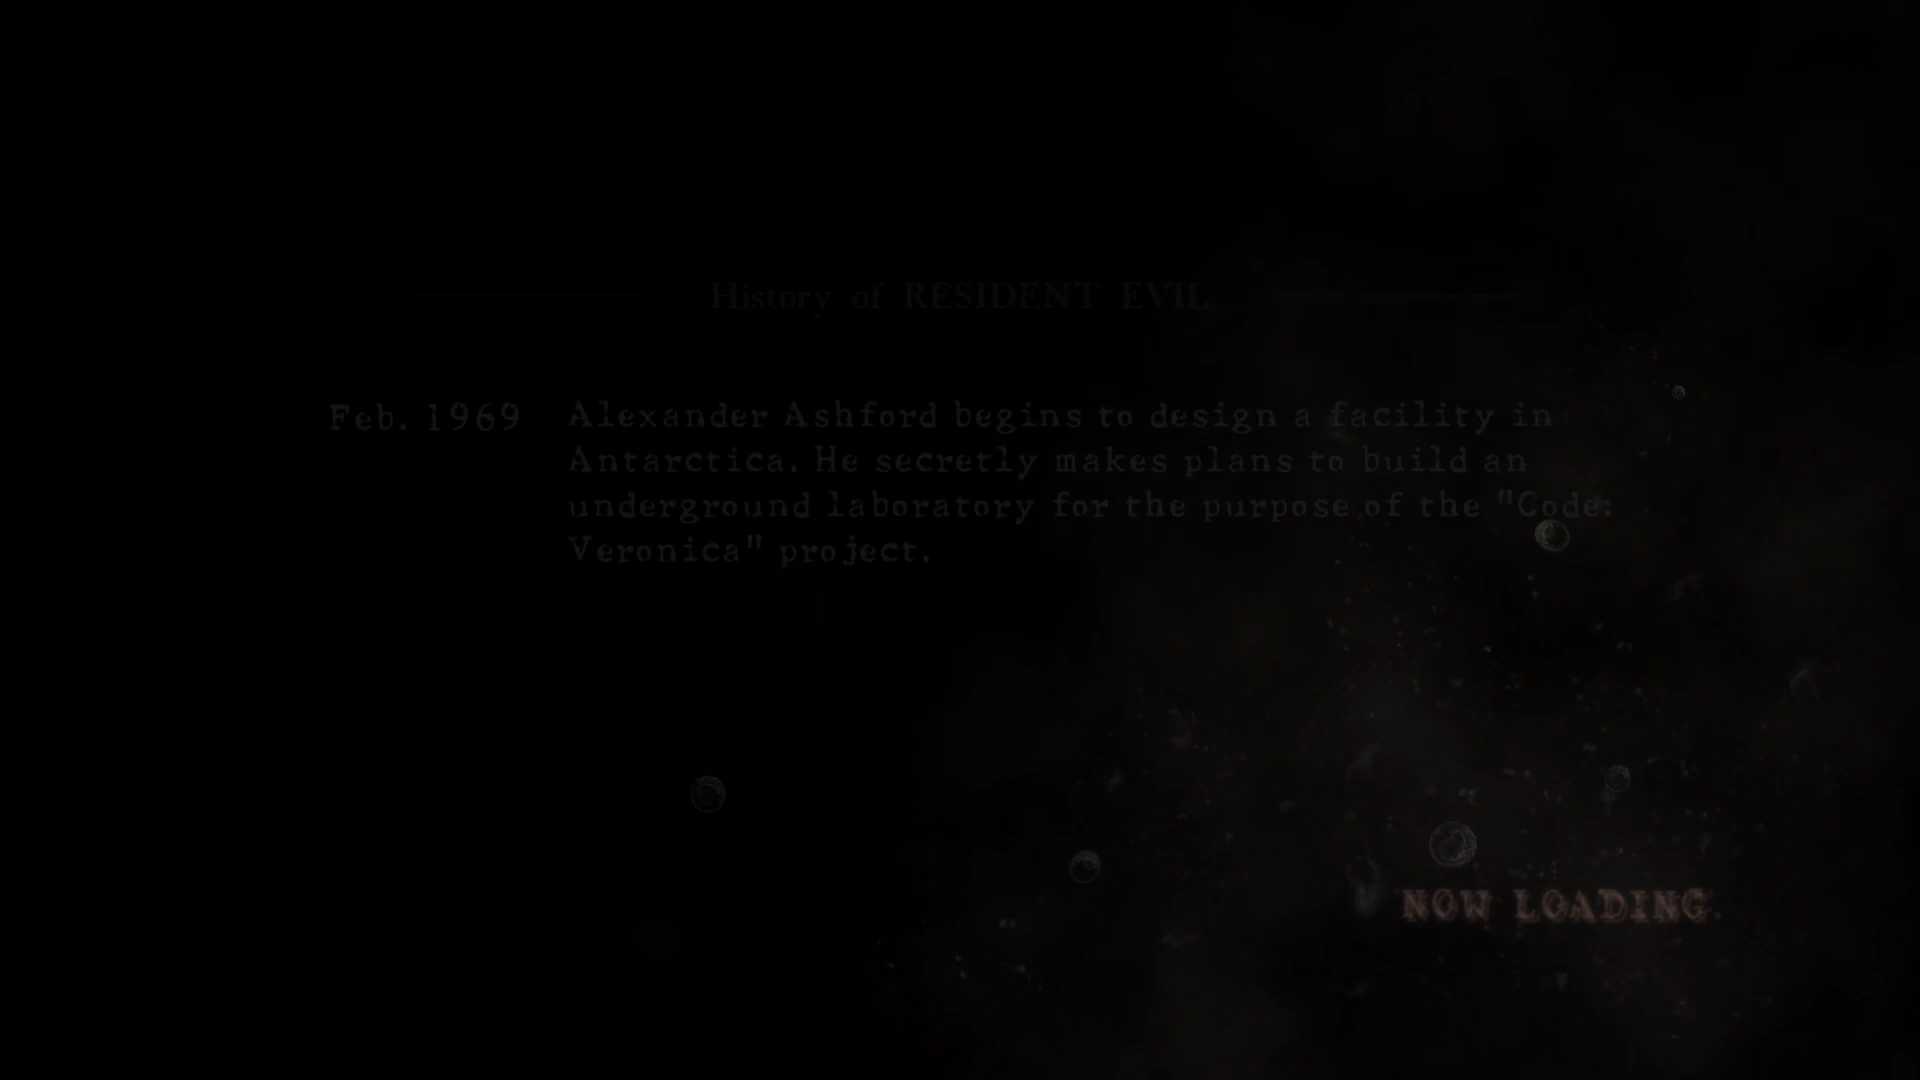 History of RESIDENT EVIL
Feb. 1969 Alexander Ashford begins to design a facility in
Antarctica. He secretly makes plans to build an
underground laboratory for the purpose of the "Code:
Veronica" project.
NOW LOADING.